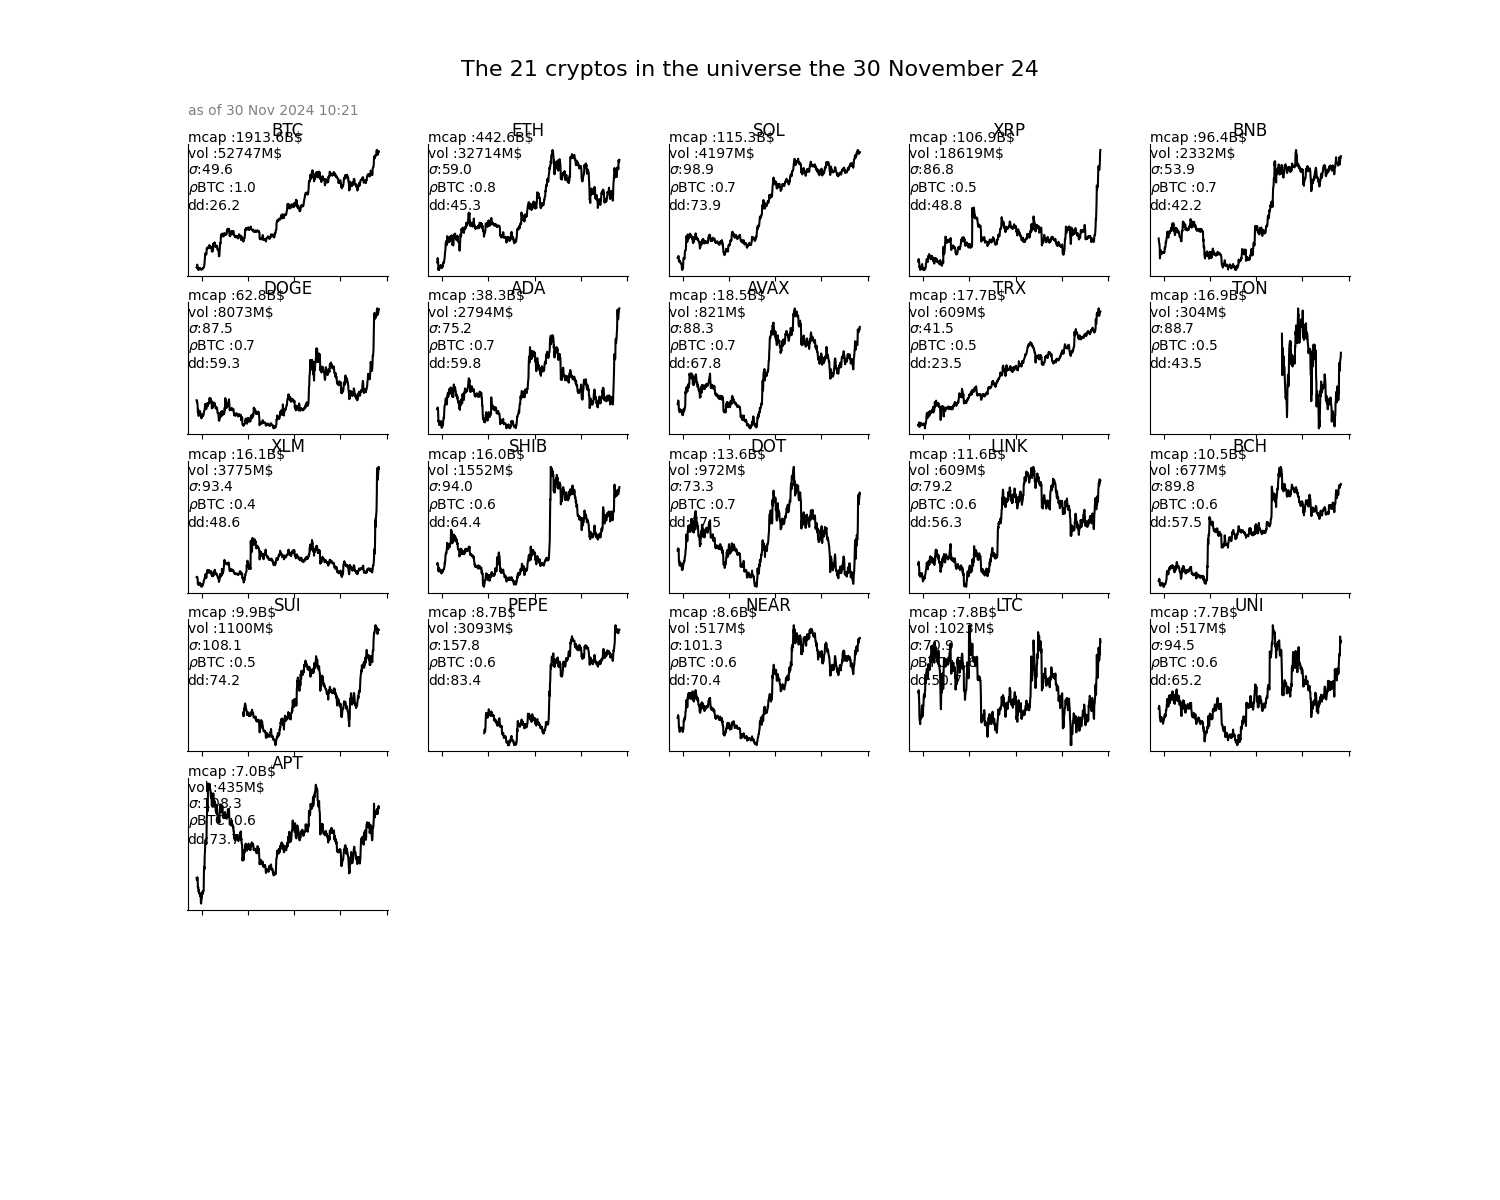 The 21 cryptos in the universe the 30 November 24
as of 30 Nov 2024 10:21
BTC
mcap :1913.6B$
vol :52747M$
σ:49.6
ρBTC :1.0
dd:26.2
ETH
mcap :442.6B$
vol :32714M$
σ:59.0
ρBTC :0.8
dd:45.3
SOL
mcap :115.3B$
vol :4197M$
σ:98.9
ρBTC :0.7
dd:73.9
XRP
mcap :106.9B$
vol :18619M$
σ:86.8
ρBTC :0.5
dd:48.8
BNB
mcap :96.4B$
vol :2332M$
σ:53.9
ρBTC :0.7
dd:42.2
DOGE
mcap :62.8B$
vol :8073M$
σ:87.5
ρBTC :0.7
dd:59.3
ADA
mcap :38.3B$
vol :2794M$
σ:75.2
ρBTC :0.7
dd:59.8
AVAX
mcap :18.5B$
vol :821M$
σ:88.3
ρBTC :0.7
dd:67.8
TRX
mcap :17.7B$
vol :609M$
σ:41.5
ρBTC :0.5
dd:23.5
TON
mcap :16.9B$
vol :304M$
σ:88.7
ρBTC :0.5
dd:43.5
XLM
mcap :16.1B$
vol :3775M$
σ:93.4
ρBTC :0.4
dd:48.6
SHIB
mcap :16.0B$
vol :1552M$
σ:94.0
ρBTC :0.6
dd:64.4
DOT
mcap :13.6B$
vol :972M$
σ:73.3
ρBTC :0.7
LINK
mcap :11.6B$
vol :609M$
σ:79.2
ρBTC :0.6
dd:56.3
BCH
mcap :10.5B$
vol :677M$
σ:89.8
ρBTC :0.6
dd:57.5
SUI
mcap :9.9B$
vol :1100M$
σ:108.1
ρBTC :0.5
dd:74.2
PEPE
mcap :8.7B$
vol :3093M$
σ:157.8
ρBTC :0.6
dd:83.4
NEAR
mcap :8.6B$
vol :517M$
σ:101.3
ρBTC :0.6
dd:70.4
LTC
mcap :7.8B$
vol :1023M$
UNI
mcap :7.7B$
vol :517M$
σ:94.5
ρBTC :0.6
dd:65.2
APT
mcap :7.0B$
vol :435M$
σ:108.3
ρBTC :0.6